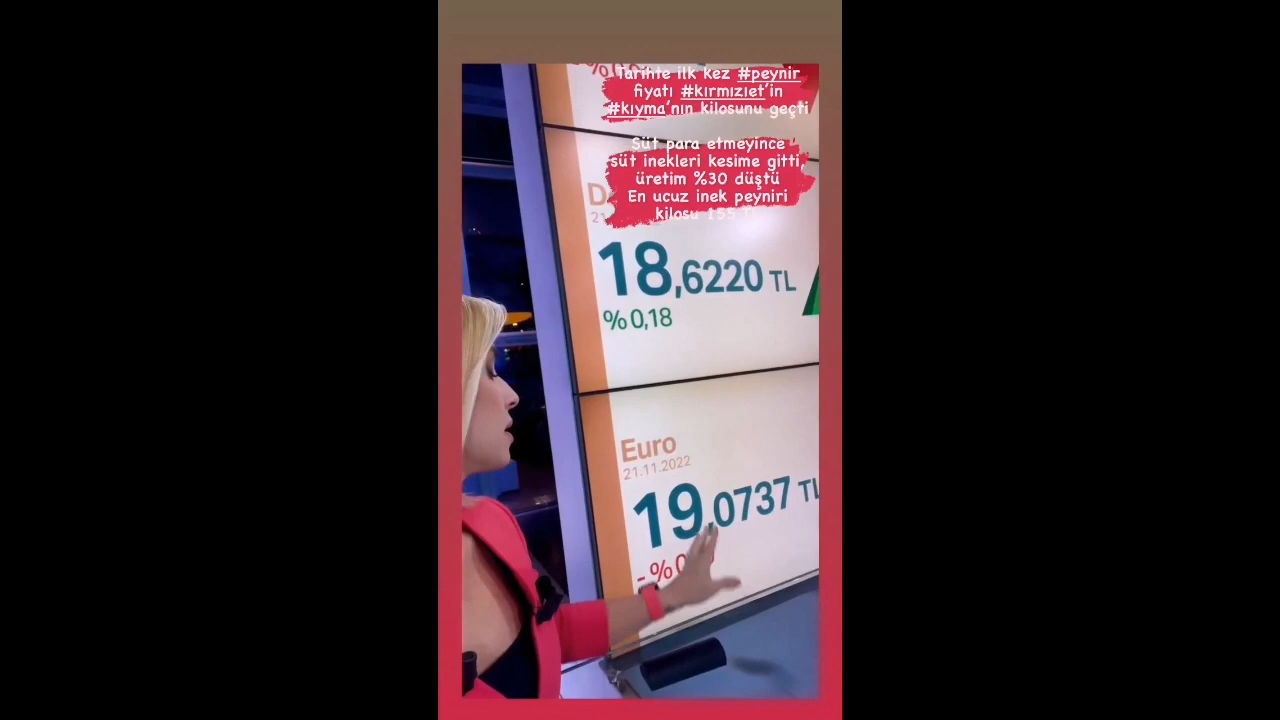 Tarihte ilk kez #peynir
fiyatı #kırmızıet'in
#kıyma'nın kilosunu geçti
Süt para etmeyince
süt inekleri kesime gitti,
üretim %30 düştü
En ucuz inek peyniri
kilosu 155 TL
18,6220 TL
%0,18
Euro
21.11.2022
19,0737 TL